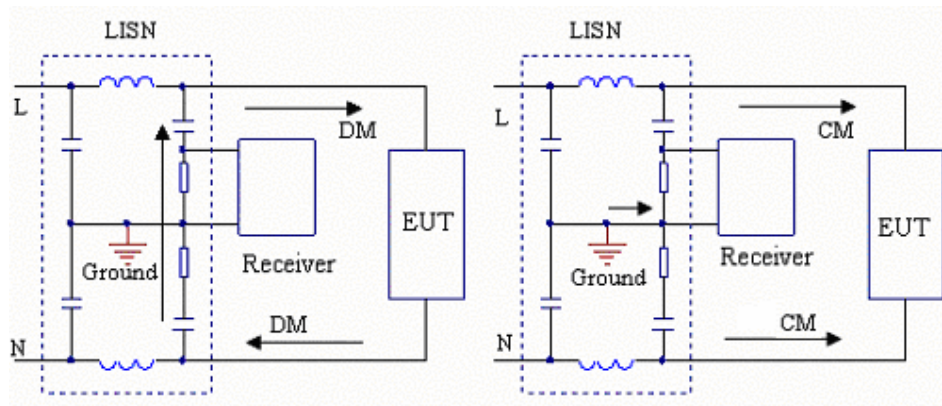 LISN
LISN
L
DM
EUT
Ground
Receiver
DM
N
L
CM
EUT
Ground
Receiver
CM
N